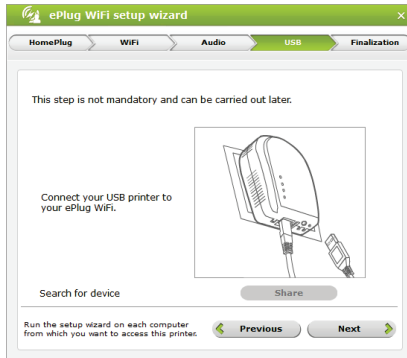 ePlug WiFi setup wizard
HomePlug
WiFi
Audio
USB
Finalization
This step is not mandatory and can be carried out later.
Connect your USB printer to
your ePlug WiFi.
Search for device
Share
Run the setup wizard on each computer
from which you want to access this printer.
Previous
Next